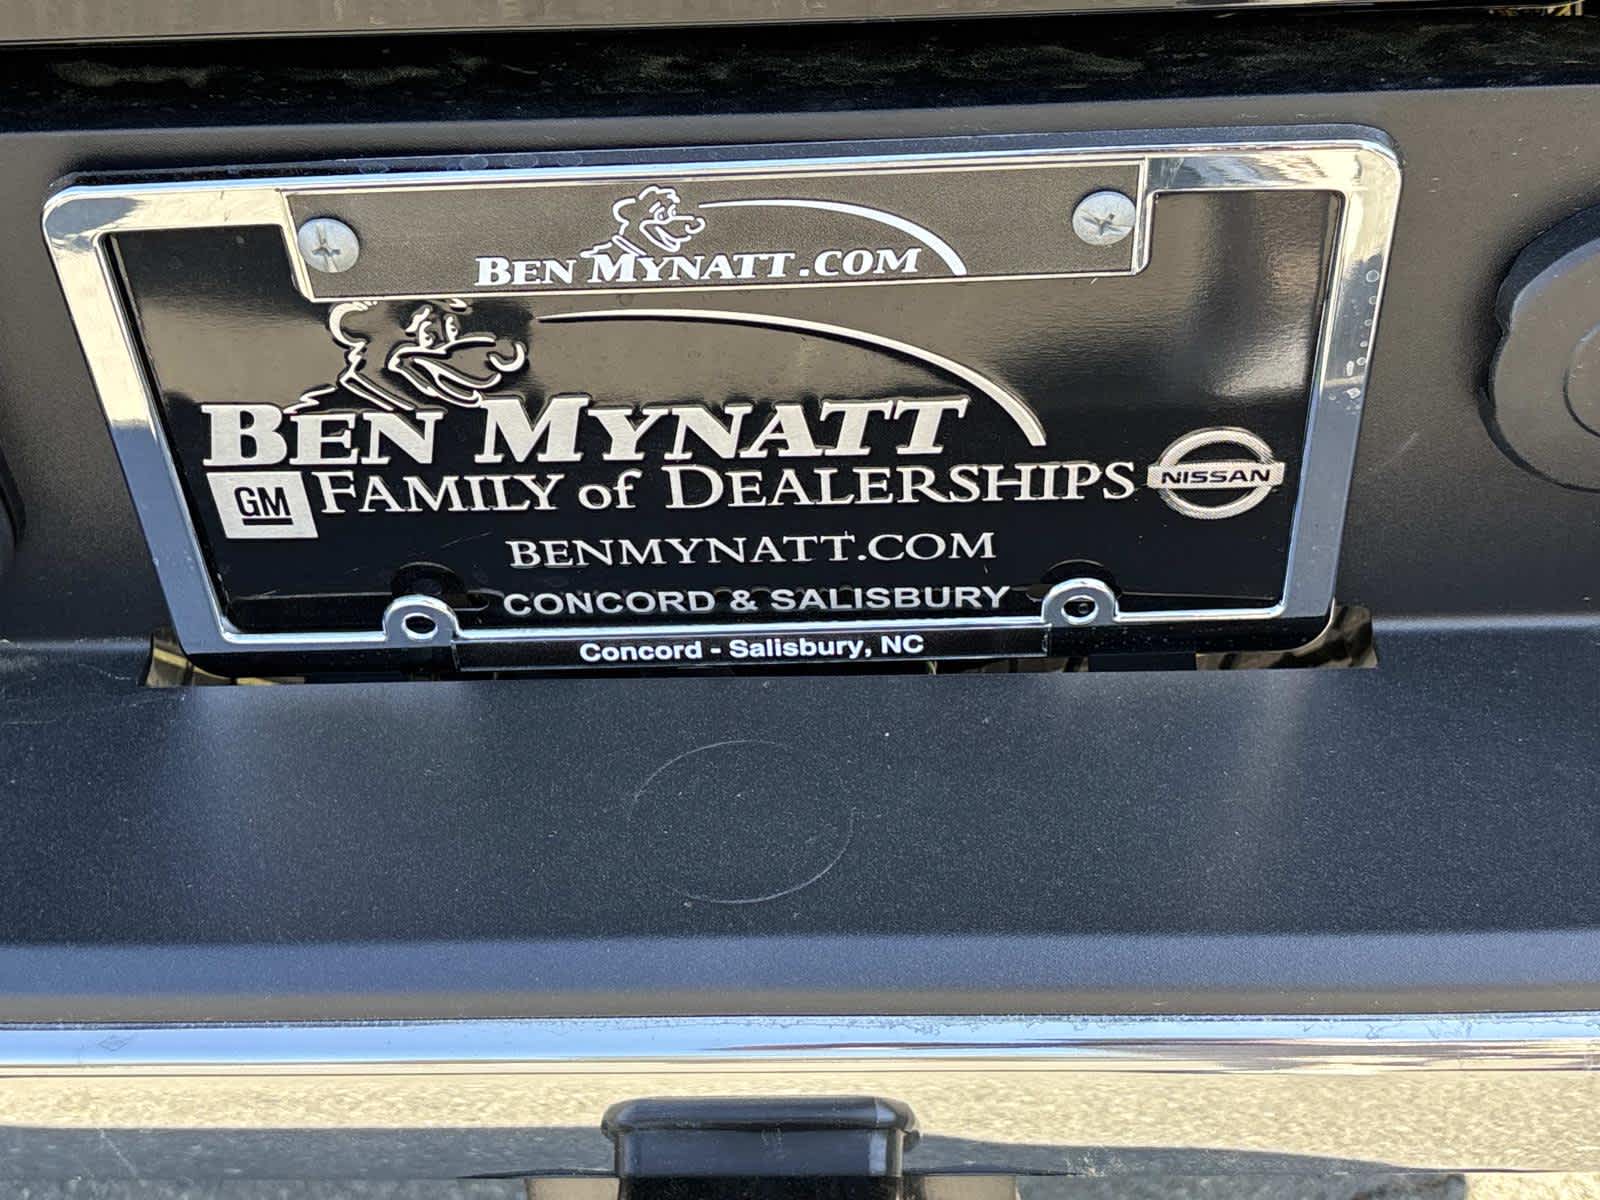 BEN MYNATT.COM
BEN MYNATT
GM FAMILY of DEALERSHIPS NISSAN
BENMYNATT.COM
CONCORD & SALISBURY
Concord - Salisbury, NC